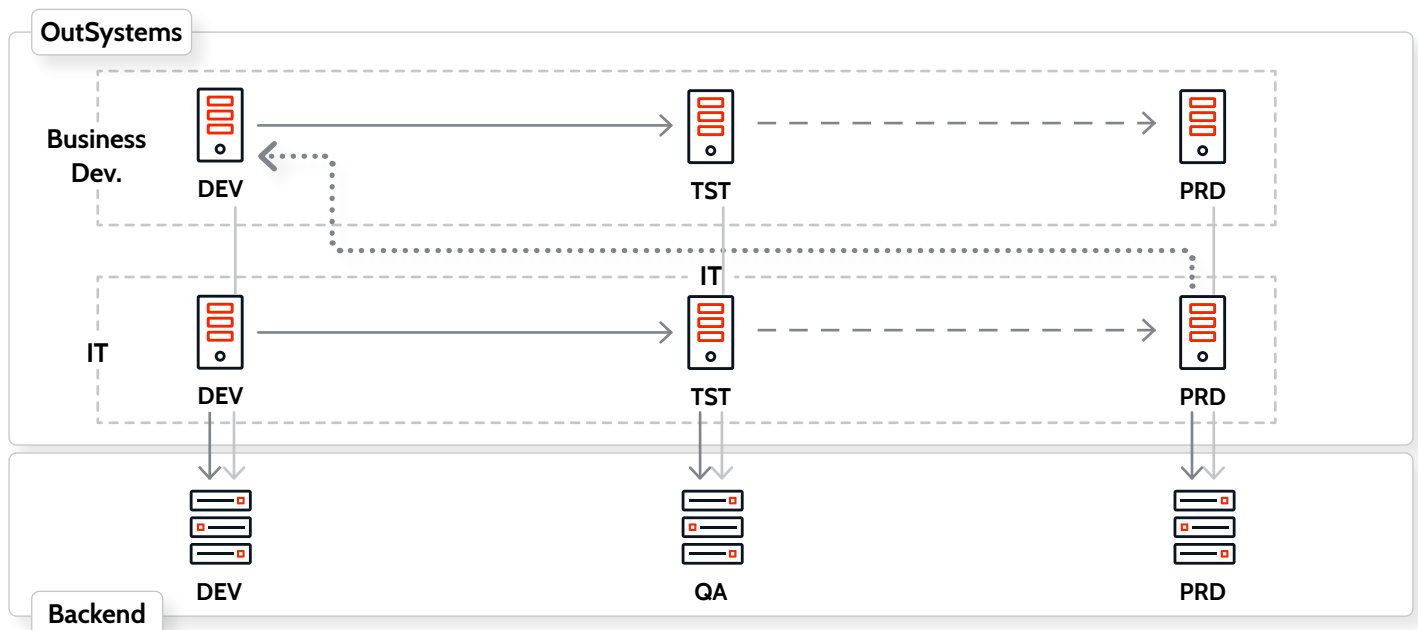 OutSystems
Business
Dev.
DEV
TST
PRD
IT
IT
DEV
TST
PRD
DEV
QA
PRD
Backend